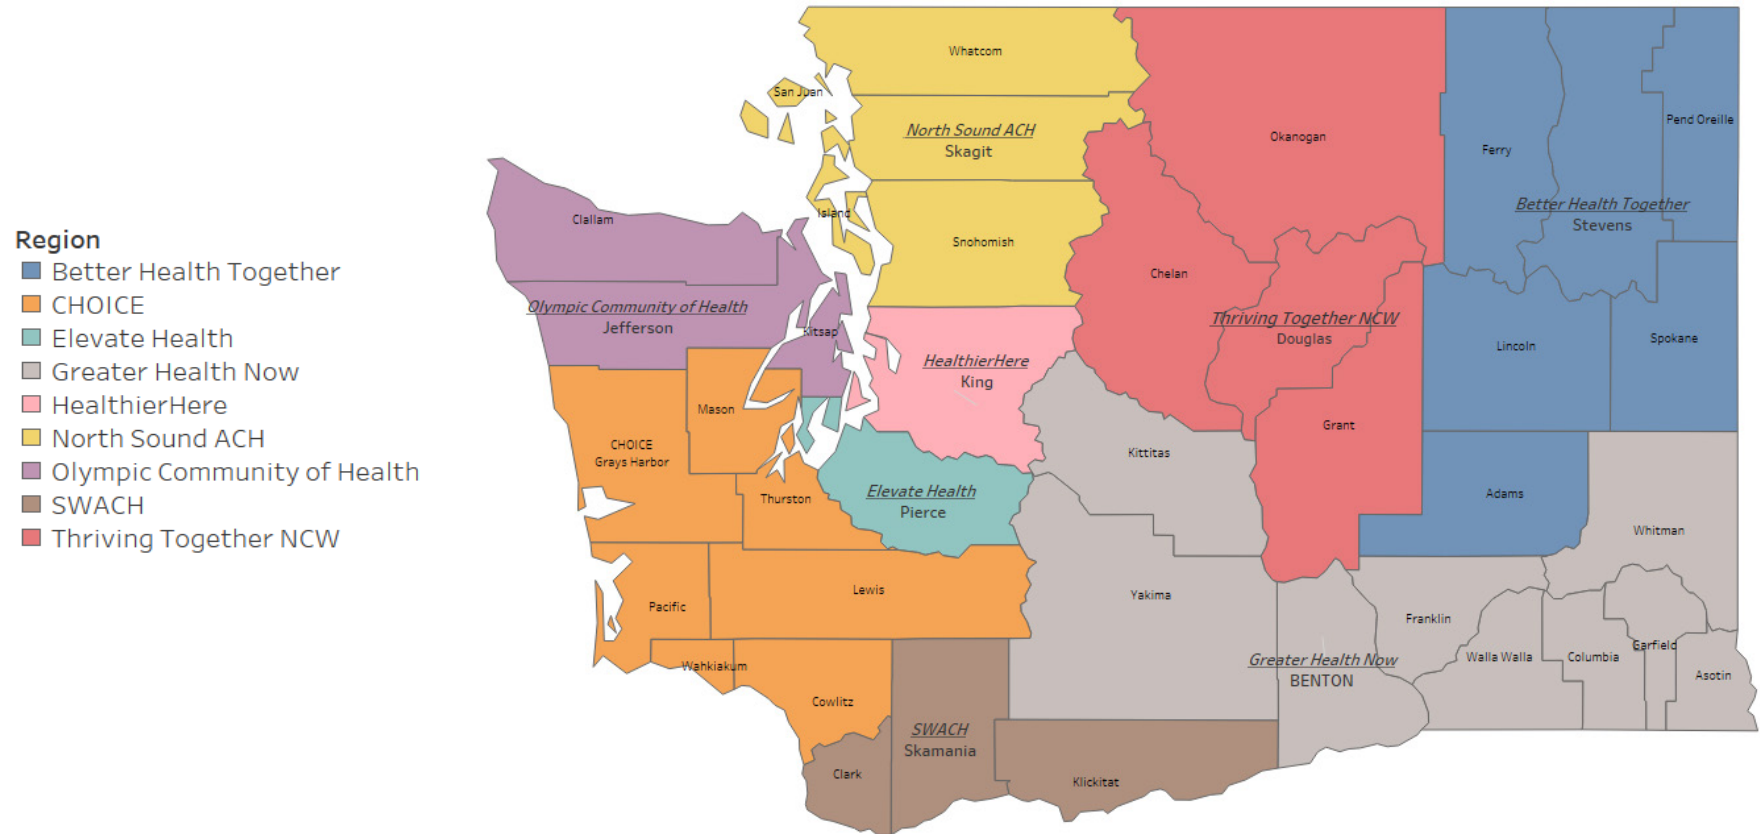 Region
Better Health Together
CHOICE
Elevate Health
Greater Health Now
HealthierHere
North Sound ACH
Olympic Community of Health
SWACH
Thriving Together NCW
Whatcom
San Juan
North Sound ACH
Skagit
Island
Snohomish
Okanogan
Ferry
Pend Oreille
Better Health Together
Stevens
Clallam
Olympic Community of Health
Jefferson
Kitsap
Chelan
Thriving Together NCW
Douglas
Lincoln
Spokane
HealthierHere
King
Mason
CHOICE
Grays Harbor
Thurston
Elevate Health
Pierce
Kittitas
Grant
Adams
Whitman
Pacific
Lewis
Yakima
Franklin
Wahkiakum
Cowlitz
Greater Health Now
BENTON
Walla Walla
Columbia
Garfield
Asotin
SWACH
Skamania
Clark
Klickitat